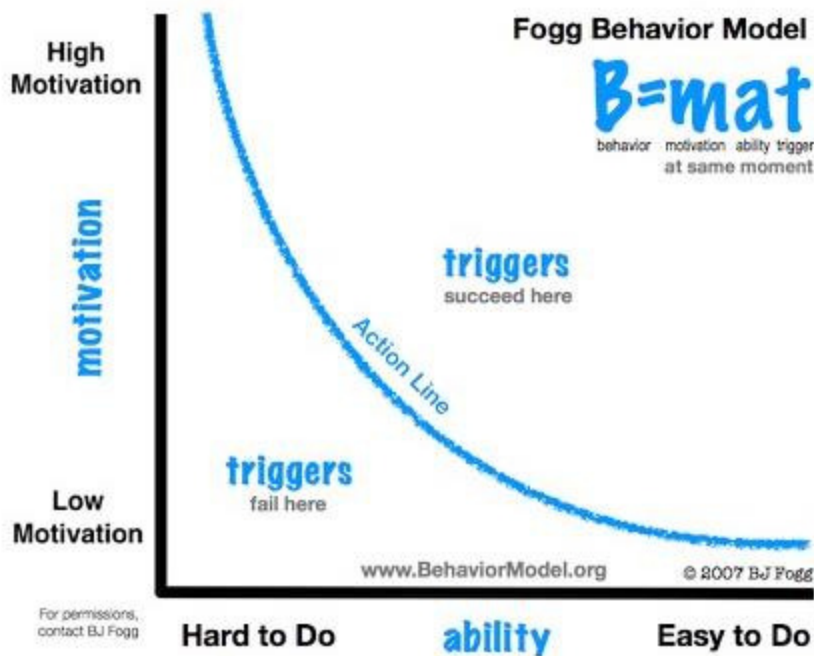 Fogg Behavior Model
B=mat
behavior motivation ability trigger
at same moment
High
Motivation
motivation
triggers
succeed here
Action Line
triggers
fail here
Low
Motivation
www.BehaviorModel.org
© 2007 BJ Fogg
For permissions,
contact BJ Fogg
Hard to Do
ability
Easy to Do